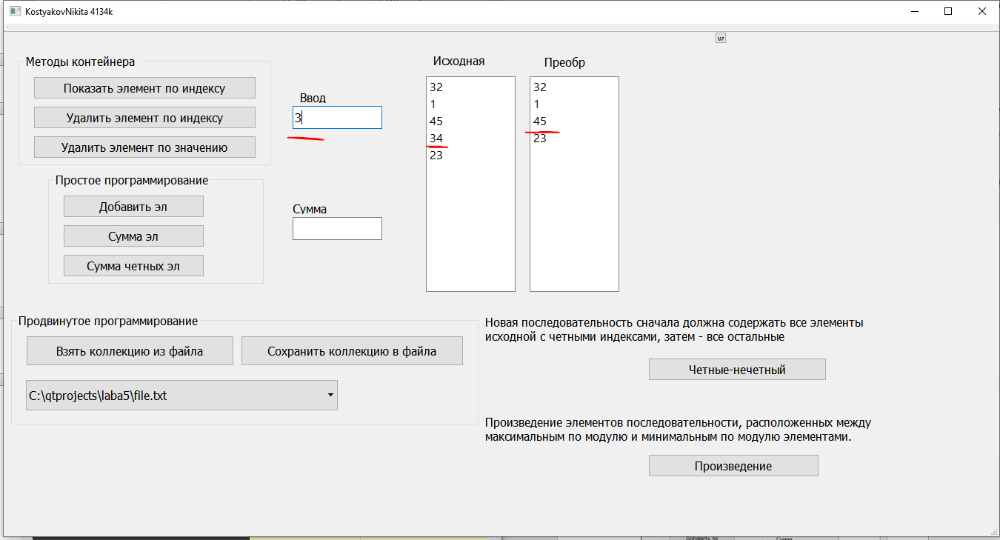 KostyakovNikita 4134k
Методы контейнера
Показать элемент по индексу
Удалить элемент по индексу
Удалить элемент по значению
Простое программирование
Добавить эл
Сумма эл
Сумма четных эл
Ввод
3
Сумма
Исходная
32
1
45
34
23
Преобр
32
1
45
23
Продвинутое программирование
Взять коллекцию из файла
Сохранить коллекцию в файла
C:\qtprojects\laba5\file.txt
Новая последовательность сначала должна содержать все элементы
исходной с четными индексами, затем - все остальные
Четные-нечетный
Произведение элементов последовательности, расположенных между
максимальным по модулю и минимальным по модулю элементами.
Произведение